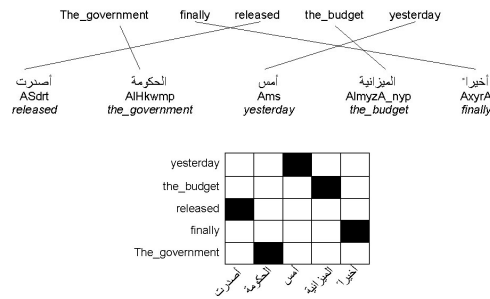 The_government finally released the_budget yesterday
أصدرت الحكومة أمس الميزانية أخيرا"
ASdrt AlHkwmp Ams AlmyzA_nyp AxyrA
released the_government yesterday the_budget finally
yesterday
the_budget
released
finally
The_government
أصدرت الحكومة أمس الميزانية أخيرا"